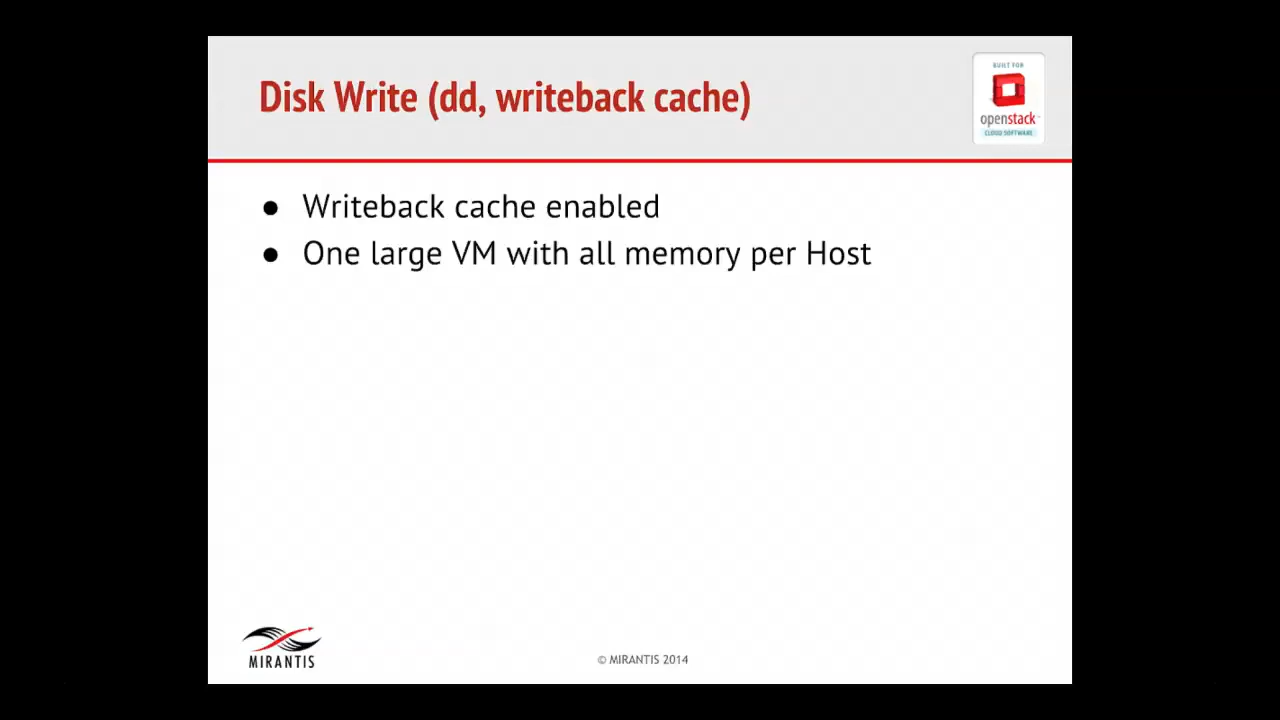 Disk Write (dd, writeback cache)
BUILT FOR
openstack™
CLOUD SOFTWARE
● Writeback cache enabled
● One large VM with all memory per Host
MIRANTIS
© MIRANTIS 2014